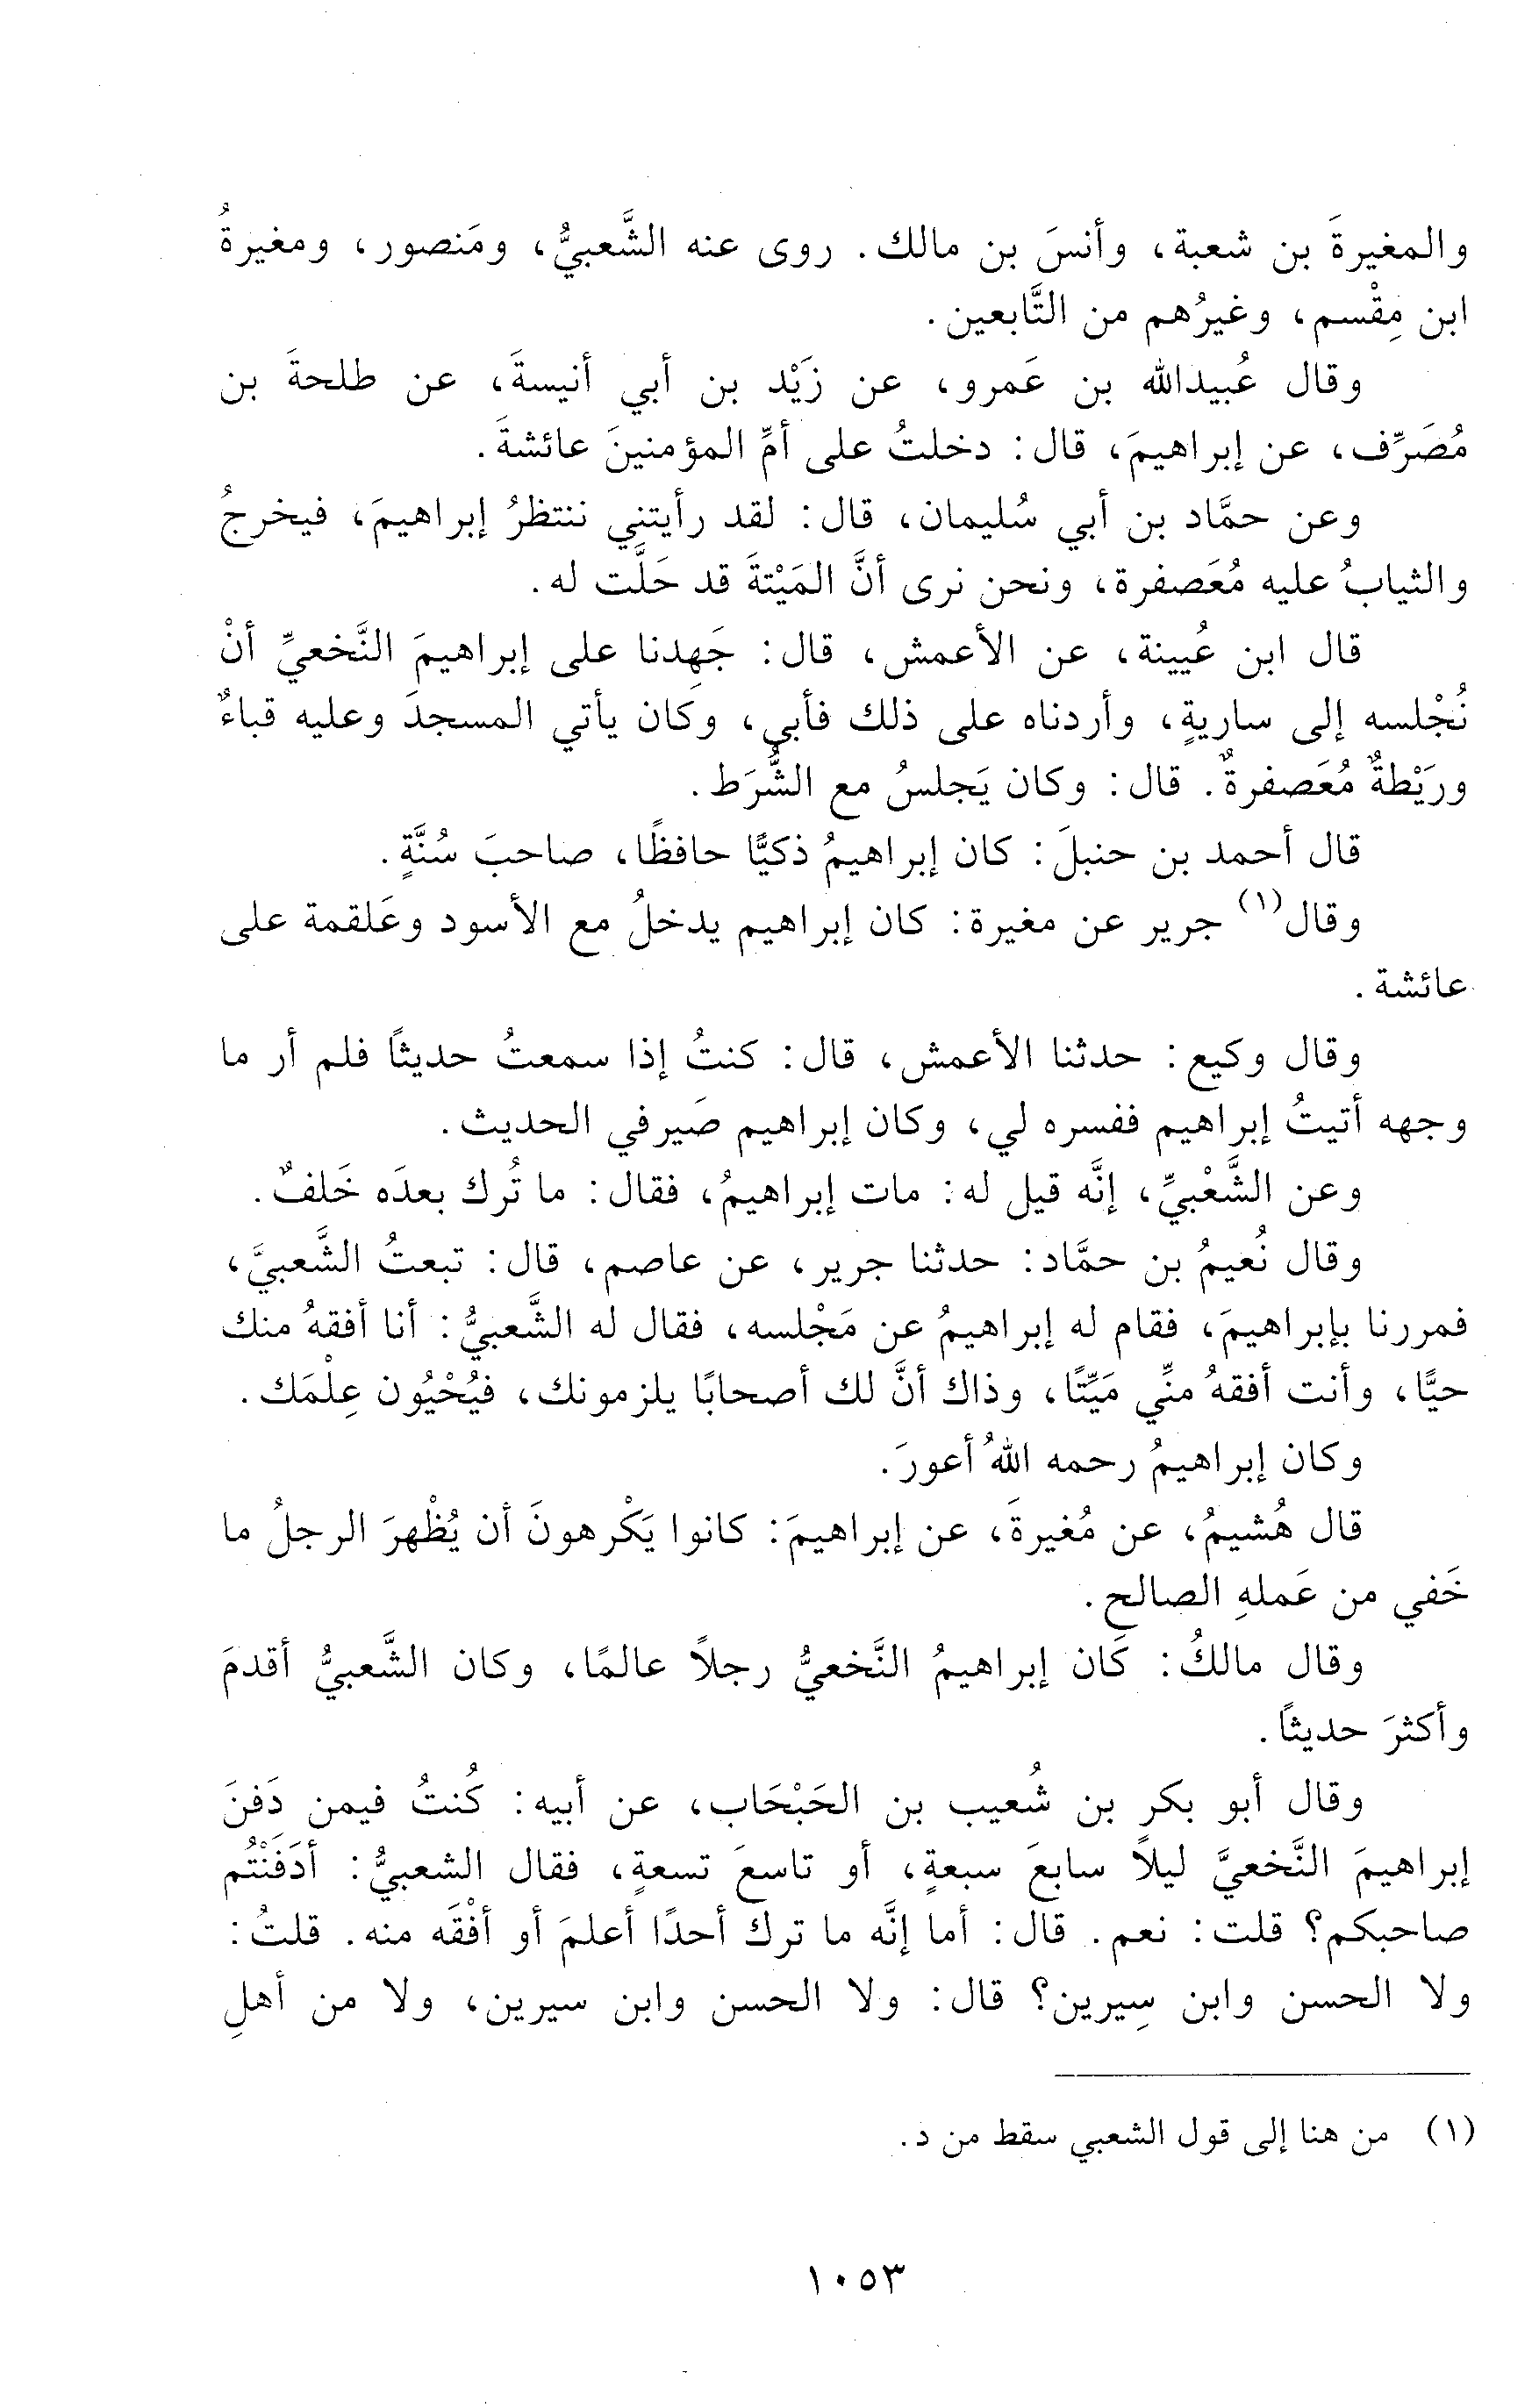 والمغيرةَ بن شعبة، وأنسَ بن مالك. روى عنه الشَّعبيُّ، ومَنصور، ومغيرةُ
ابن مِقْسم، وغيرُهم من التَّابعين.
وقال عُبيدالله بن عَمرو، عن زَيْد بن أبي أنيسةَ، عن طلحةَ بن
مُصَرِّف، عن إبراهيمَ، قال: دخلتُ على أمِّ المؤمنينَ عائشةَ.
وعن حمَّاد بن أبي سُليمان، قال: لقد رأيتني ننتظرُ إبراهيمَ، فيخرجُ
والثيابُ عليه مُعَصفرة، ونحن نرى أنَّ المَيْتةَ قد حَلَّت له.
قال ابن عُيينة، عن الأعمش، قال: جَهِدنا على إبراهيمَ النَّخعيِّ أنْ
نُجْلسه إلى ساريةٍ، وأردناه على ذلك فأبى، وكان يأتي المسجدَ وعليه قباءٌ
ورَيْطةٌ مُعَصفرةٌ. قال: وكان يَجلسُ مع الشُّرَط.
قال أحمد بن حنبلَ: كان إبراهيمُ ذكيًّا حافظًا، صاحبَ سُنَّةٍ.
وقال(١) جرير عن مغيرة: كان إبراهيم يدخلُ مع الأسود وعَلقمة على
عائشة.
وقال وكيع: حدثنا الأعمش، قال: كنتُ إذا سمعتُ حديثًا فلم أر ما
وجهه أتيتُ إبراهيم ففسره لي، وكان إبراهيم صَيرفي الحديث.
وعن الشَّعْبيِّ، إنَّه قيل له: مات إبراهيمُ، فقال: ما تُرك بعدَه خَلفٌ.
وقال نُعيمُ بن حمَّاد: حدثنا جرير، عن عاصم، قال: تبعتُ الشَّعبيَّ،
فمررنا بإبراهيمَ، فقام له إبراهيمُ عن مَجْلسه، فقال له الشَّعبيُّ: أنا أفقهُ منك
حيًّا، وأنت أفقهُ منِّي مَيِّتًا، وذاك أنَّ لك أصحابًا يلزمونك، فيُحْيُون عِلْمَك.
وكان إبراهيمُ رحمه اللهُ أعورَ.
قال هُشيمُ، عن مُغيرةَ، عن إبراهيمَ: كانوا يَكْرهونَ أن يُظْهرَ الرجلُ ما
خَفي من عَملهِ الصالح.
وقال مالكُ: كَان إبراهيمُ النَّخعيُّ رجلاً عالمًا، وكان الشَّعبيُّ أقدمَ
وأكثرَ حديثًا.
وقال أبو بكر بن شُعيب بن الحَبْحَاب، عن أبيه: كُنتُ فيمن دَفنَ
إبراهيمَ النَّخعيَّ ليلاً سابعَ سبعةٍ، أو تاسعَ تسعةٍ، فقال الشعبيُّ: أدَفَنْتُم
صاحبكم؟ قلت: نعم. قال: أما إنَّه ما ترك أحدًا أعلمَ أو أفْقَه منه. قلتُ:
ولا الحسن وابن سِيرين؟ قال: ولا الحسن وابن سيرين، ولا من أهلِ
(١) من هنا إلى قول الشعبي سقط من د.
١٠٥٣